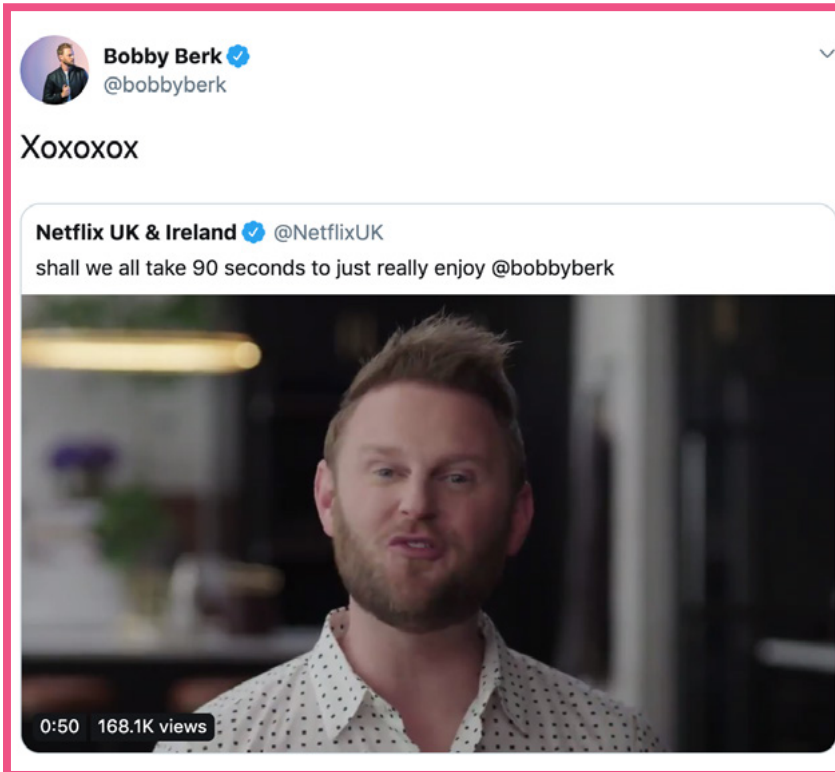 Bobby Berk
@bobbyberk
Xoxoxox
Netflix UK & Ireland @NetflixUK
shall we all take 90 seconds to just really enjoy @bobbyberk
0:50 168.1K views